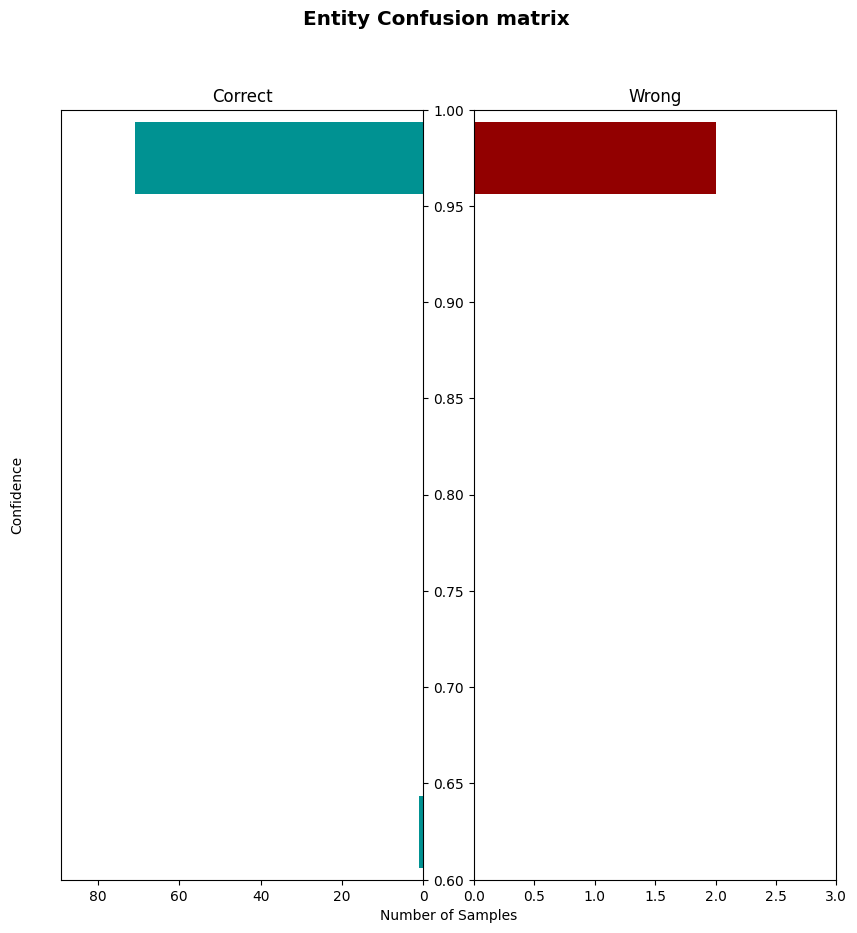 Entity Confusion matrix
Correct
Wrong
1.00
0.95
0.90
0.85
0.80
0.75
0.70
0.65
0.60
Confidence
80 60 40 20 0
0.0 0.5 1.0 1.5 2.0 2.5 3.0
Number of Samples